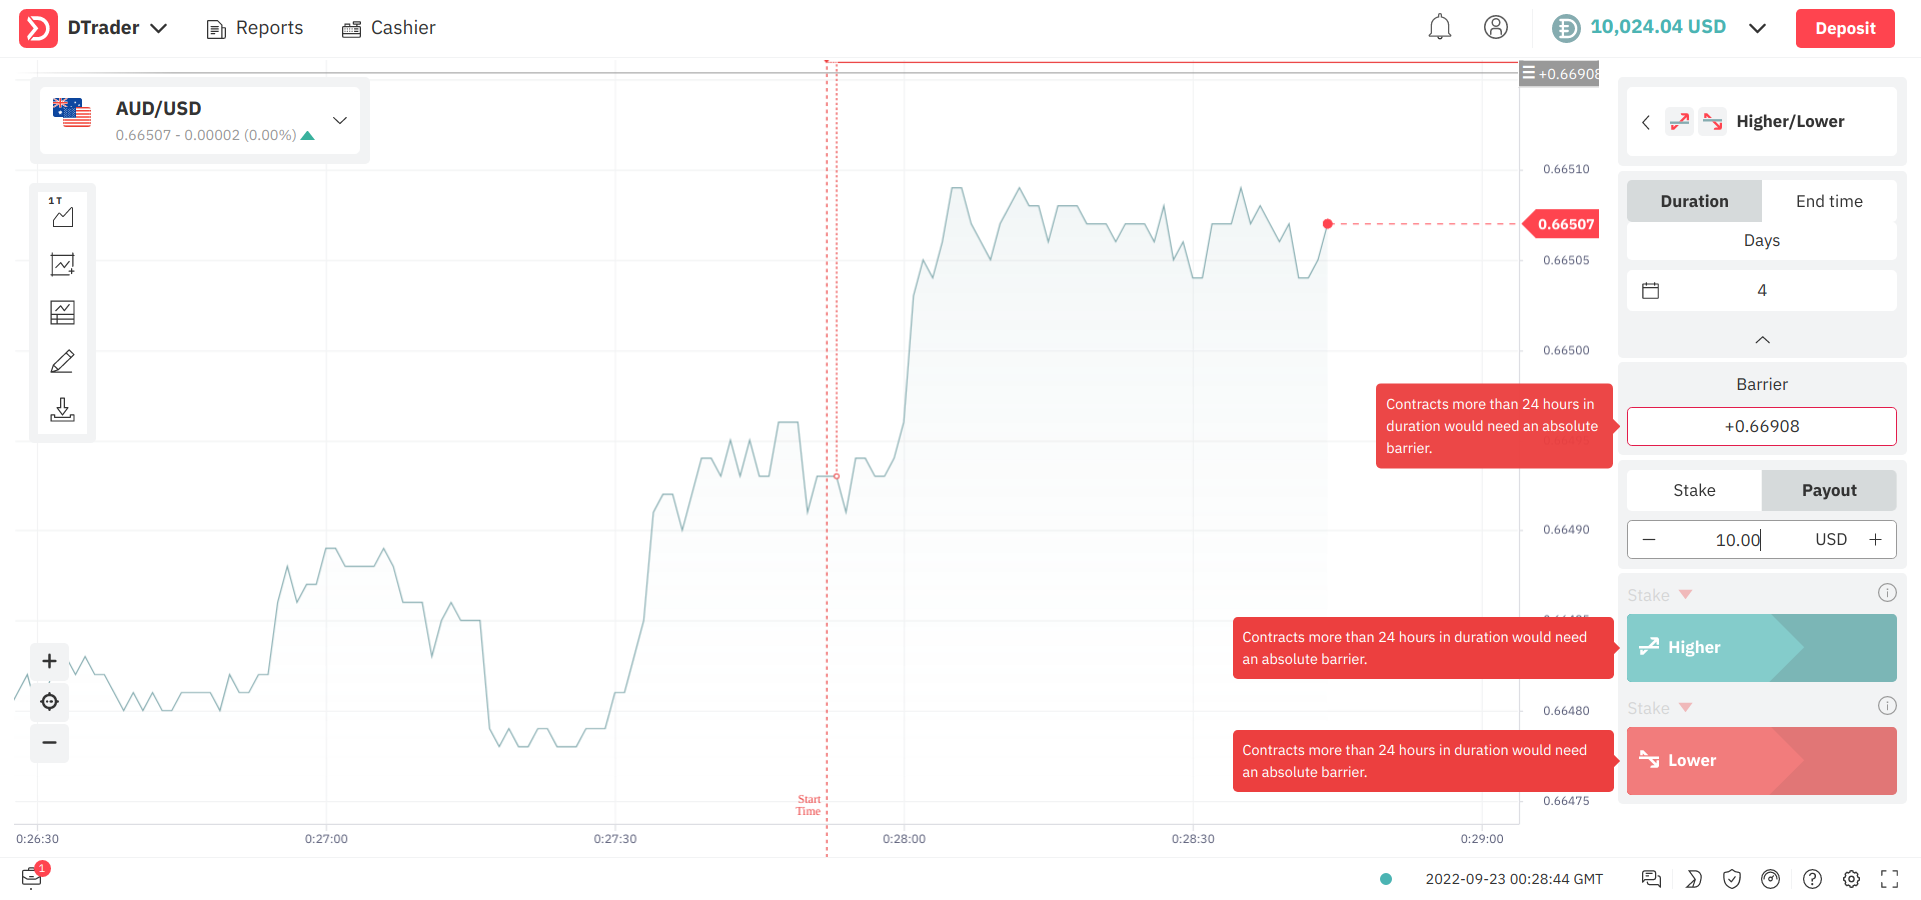 DTrader
Reports
Cashier
10,024.04 USD
Deposit
AUD/USD
0.66507 - 0.00002 (0.00%)
1 T
+0.66908
0.66510
0.66507
0.66505
0.66500
0.66490
0.66480
0.66475
Start
Time
0:26:30
0:27:00
0:27:30
0:28:00
0:28:30
0:29:00
Higher/Lower
Duration
End time
Days
4
Barrier
+0.66908
Contracts more than 24 hours in
duration would need an absolute
barrier.
Stake
Payout
10.00
USD
Stake
Higher
Contracts more than 24 hours in duration would need
an absolute barrier.
Stake
Lower
Contracts more than 24 hours in duration would need
an absolute barrier.
1
2022-09-23 00:28:44 GMT